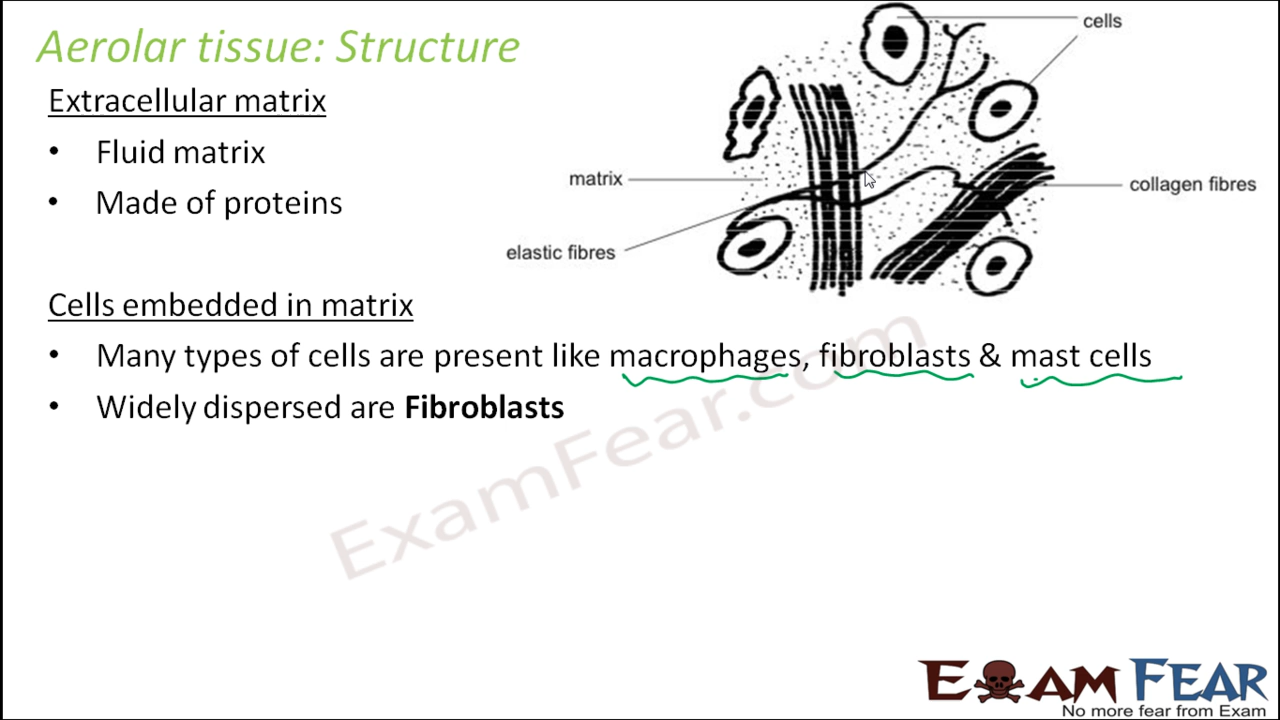 Aerolar tissue: Structure
Extracellular matrix
• Fluid matrix
• Made of proteins
cells
matrix
collagen fibres
elastic fibres
Cells embedded in matrix
• Many types of cells are present like macrophages, fibroblasts & mast cells
• Widely dispersed are Fibroblasts
ExamFear.com
EXAM FEAR
No more fear from Exam